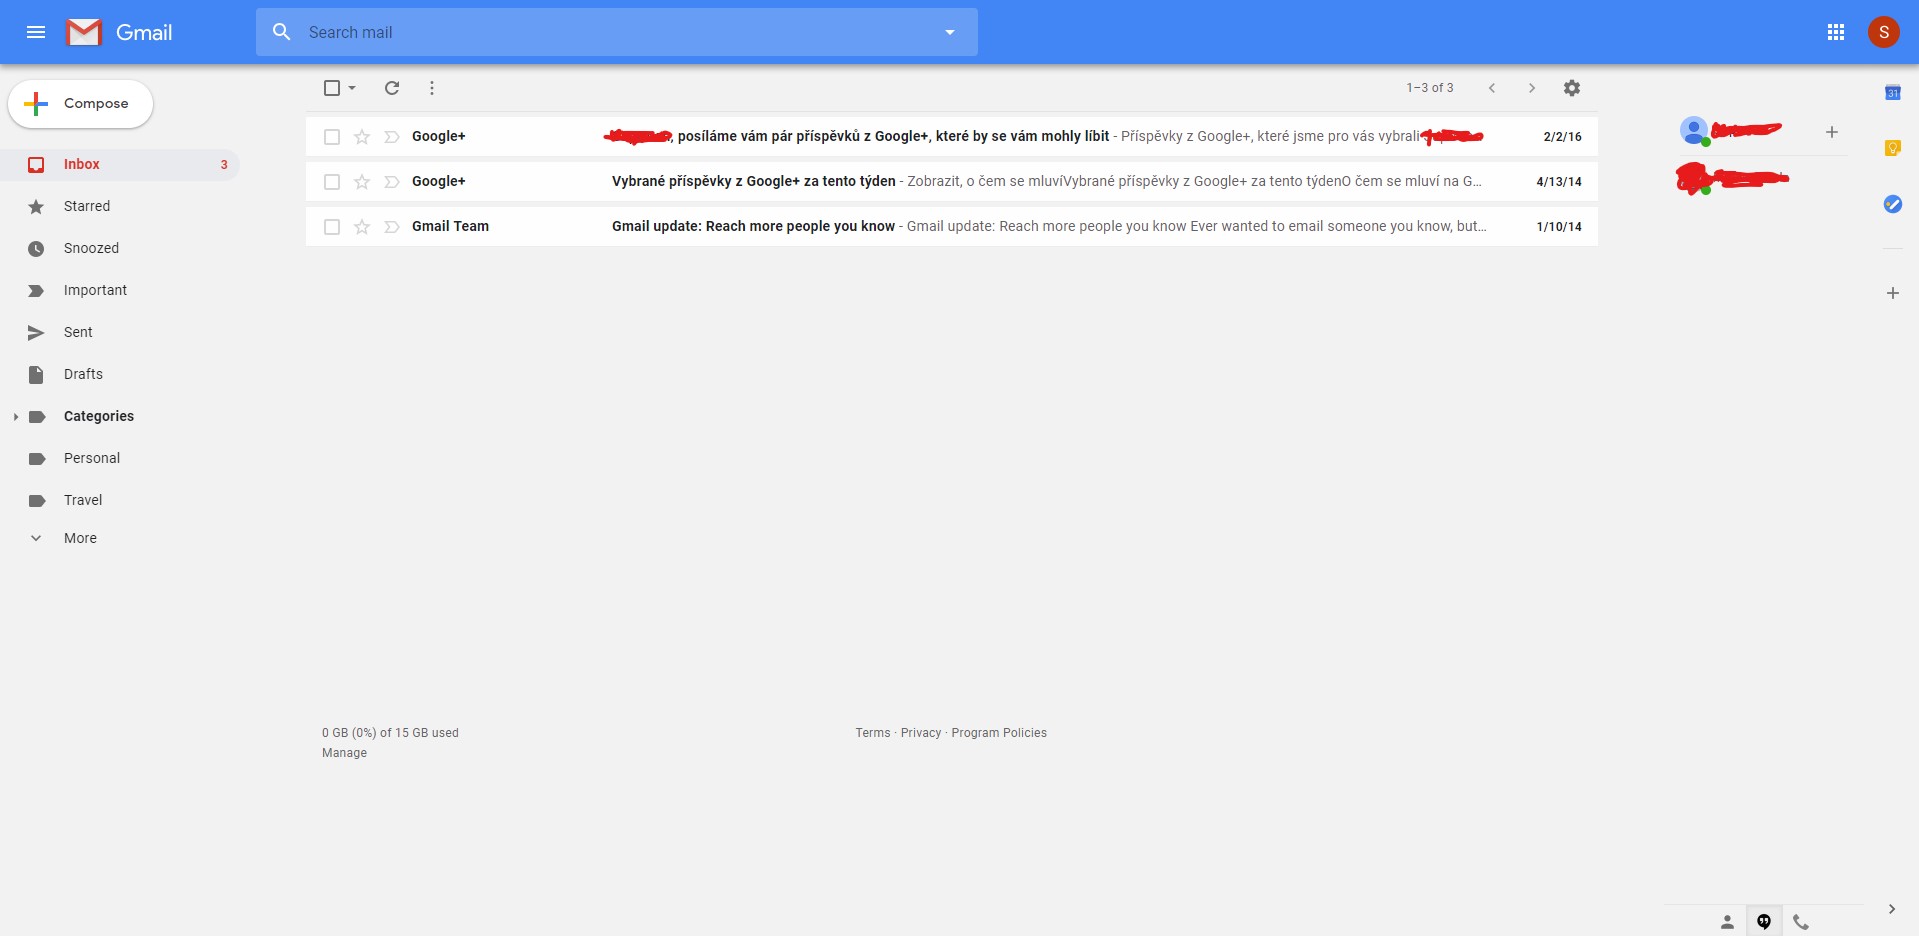 Gmail
Search mail
S
Compose
1–3 of 3
31
Inbox 3
Starred
Snoozed
Important
Sent
Drafts
Categories
Personal
Travel
More
Google+ , posíláme vám pár příspěvků z Google+, které by se vám mohly líbit - Příspěvky z Google+, které jsme pro vás vybrali 2/2/16
Google+ Vybrané příspěvky z Google+ za tento týden - Zobrazit, o čem se mluvíVybrané příspěvky z Google+ za tento týdenO čem se mluví na G… 4/13/14
Gmail Team Gmail update: Reach more people you know - Gmail update: Reach more people you know Ever wanted to email someone you know, but… 1/10/14
0 GB (0%) of 15 GB used
Manage
Terms · Privacy · Program Policies